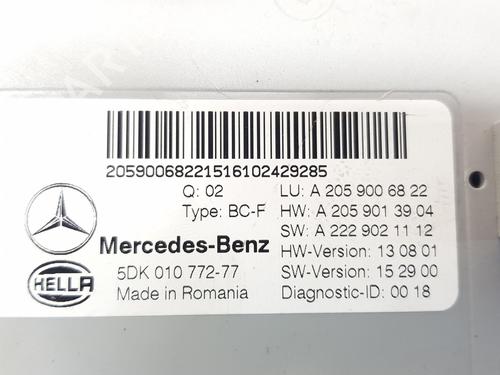 205900682215161024​29285
Q: 02 LU: A 205 900 68 22
Type: BC-F HW: A 205 901 39 04
SW: A 222 902 11 12
Mercedes-Benz HW-Version: 13 08 01
5DK 010 772-77 SW-Version: 15 29 00
HELLA Made in Romania Diagnostic-ID: 00 18